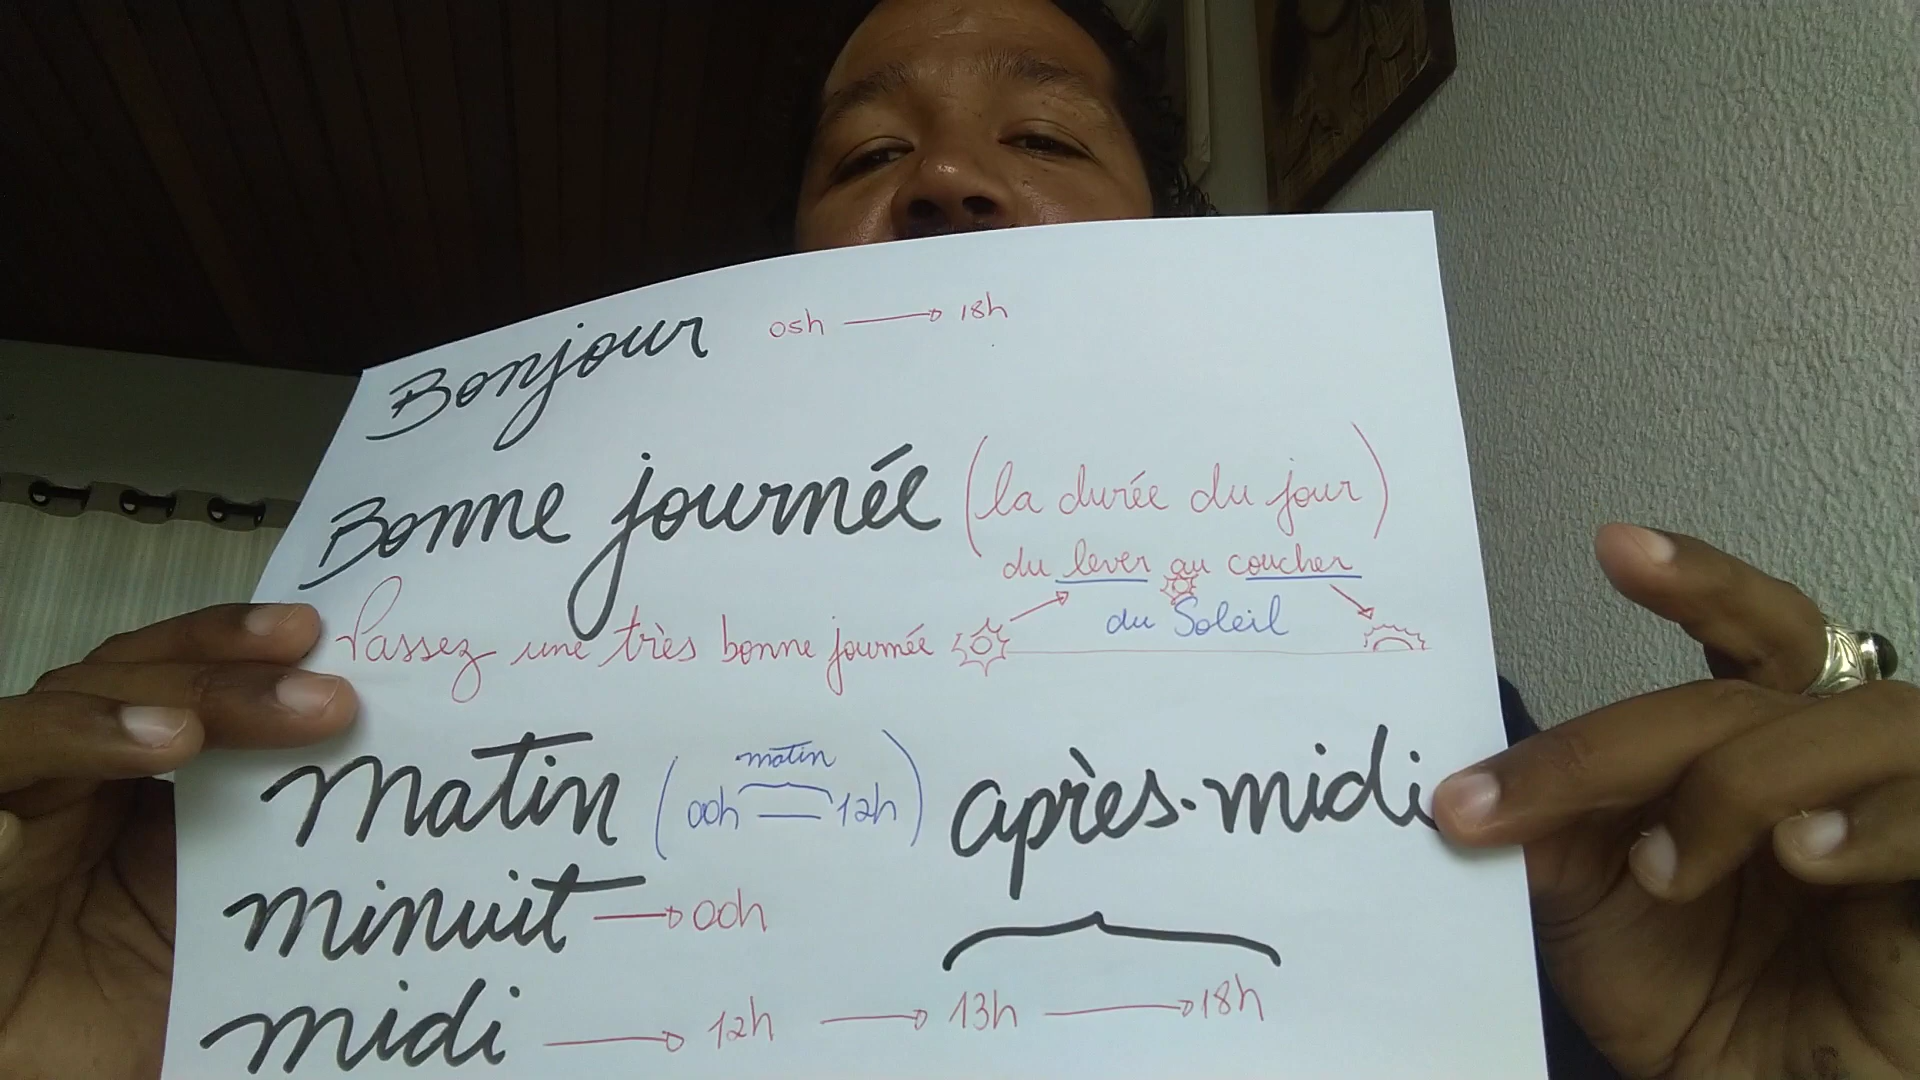 Bonjour 05h → 18h
Bonne journée (la durée du jour)
du lever au coucher
du Soleil
Passez une très bonne journée
matin
Matin (00h — 12h) après-midi
minuit → 00h
midi → 12h → 13h → 18h